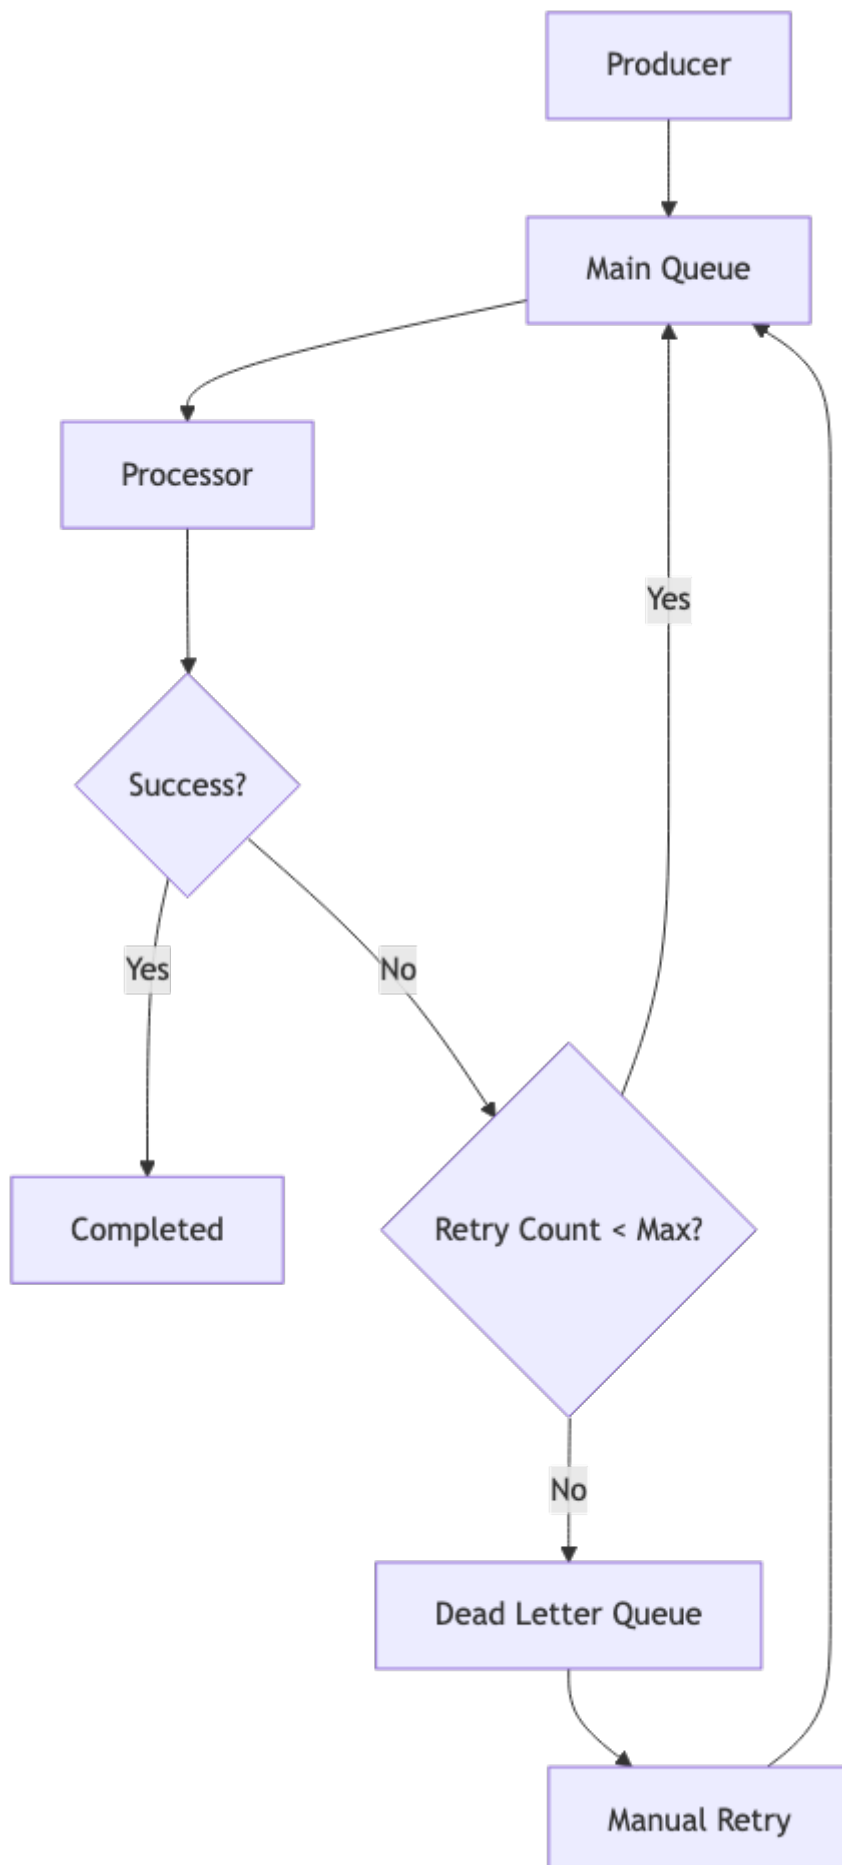 Producer
Main Queue
Processor
Yes
Success?
Yes
No
Retry Count < Max?
Completed
No
Dead Letter Queue
Manual Retry